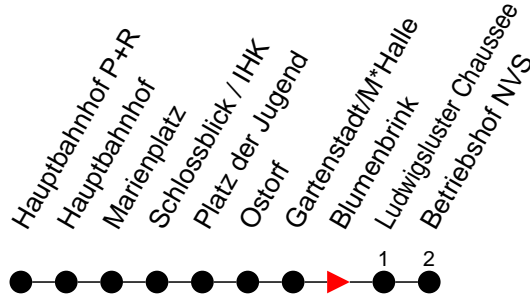 Hauptbahnhof P+R
Hauptbahnhof
Marienplatz
Schlossblick / IHK
Platz der Jugend
Ostorf
Gartenstadt/M*Halle
Blumenbrink
Ludwigsluster Chaussee
Betriebshof NVS
1
2